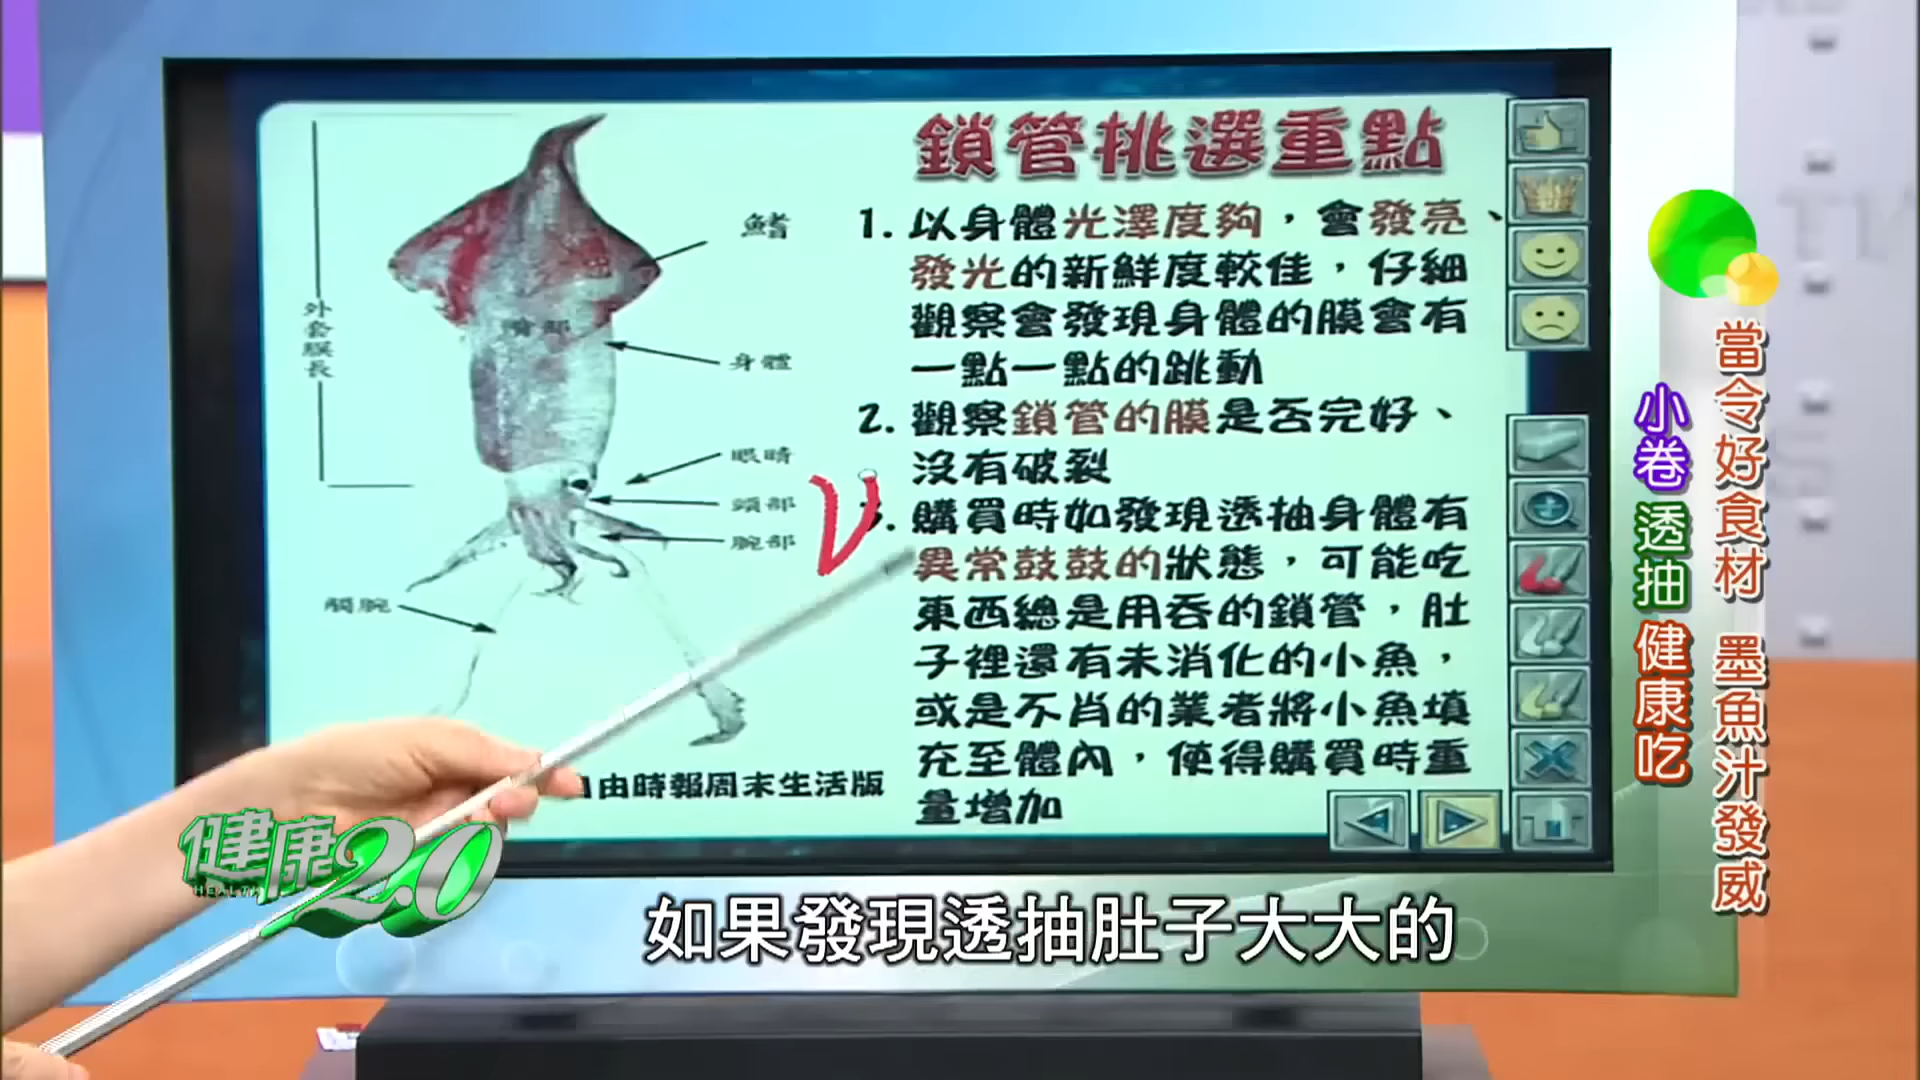 鎖管挑選重點
1. 以身體光澤度夠，會發亮、
發光的新鮮度較佳，仔細
觀察會發現身體的膜會有
一點一點的跳動
2. 觀察鎖管的膜是否完好、
沒有破裂
3. 購買時如發現透抽身體有
異常鼓鼓的狀態，可能吃
東西總是用吞的鎖管，肚
子裡還有未消化的小魚，
或是不肖的業者將小魚填
充至體內，使得購買時重
量增加
鰭
外套膜長
身體
眼睛
頭部
腕部
觸腕
自由時報周末生活版
當令好食材 墨魚汁發威
小卷 透抽 健康吃
健康2.0
HEALTH
如果發現透抽肚子大大的